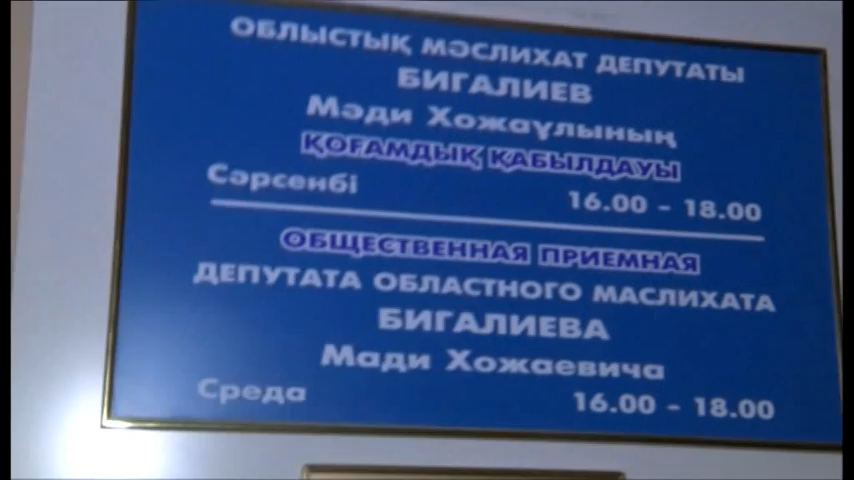 ОБЛЫСТЫҚ МӘСЛИХАТ ДЕПУТАТЫ
БИГАЛИЕВ
Мәди Хожаұлының
ҚОҒАМДЫҚ ҚАБЫЛДАУЫ
Сәрсенбі 16.00 - 18.00
ОБЩЕСТВЕННАЯ ПРИЕМНАЯ
ДЕПУТАТА ОБЛАСТНОГО МАСЛИХАТА
БИГАЛИЕВА
Мади Хожаевича
Среда 16.00 - 18.00